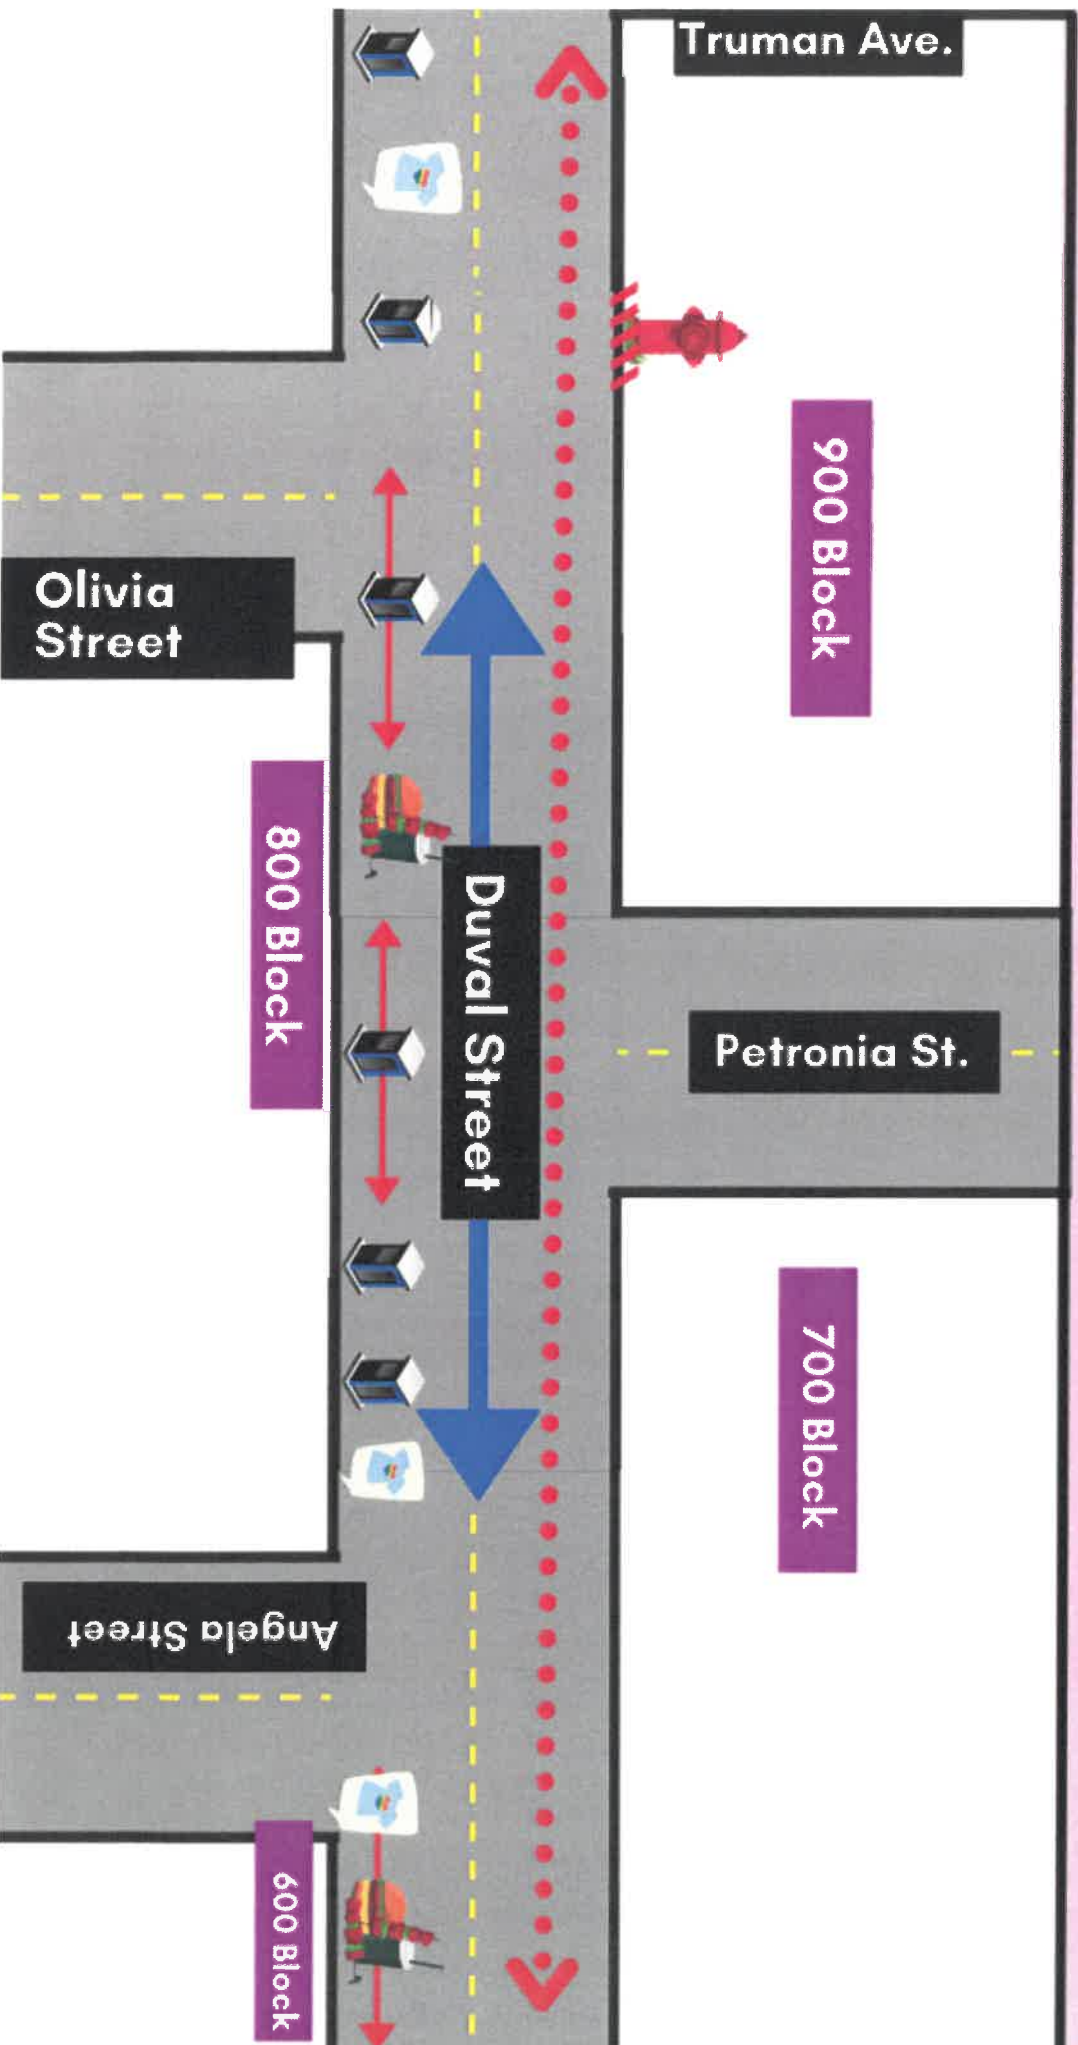 Truman Ave.
900 Block
Olivia
Street
800 Block
Duval Street
Petronia St.
700 Block
Angela Street
600 Block